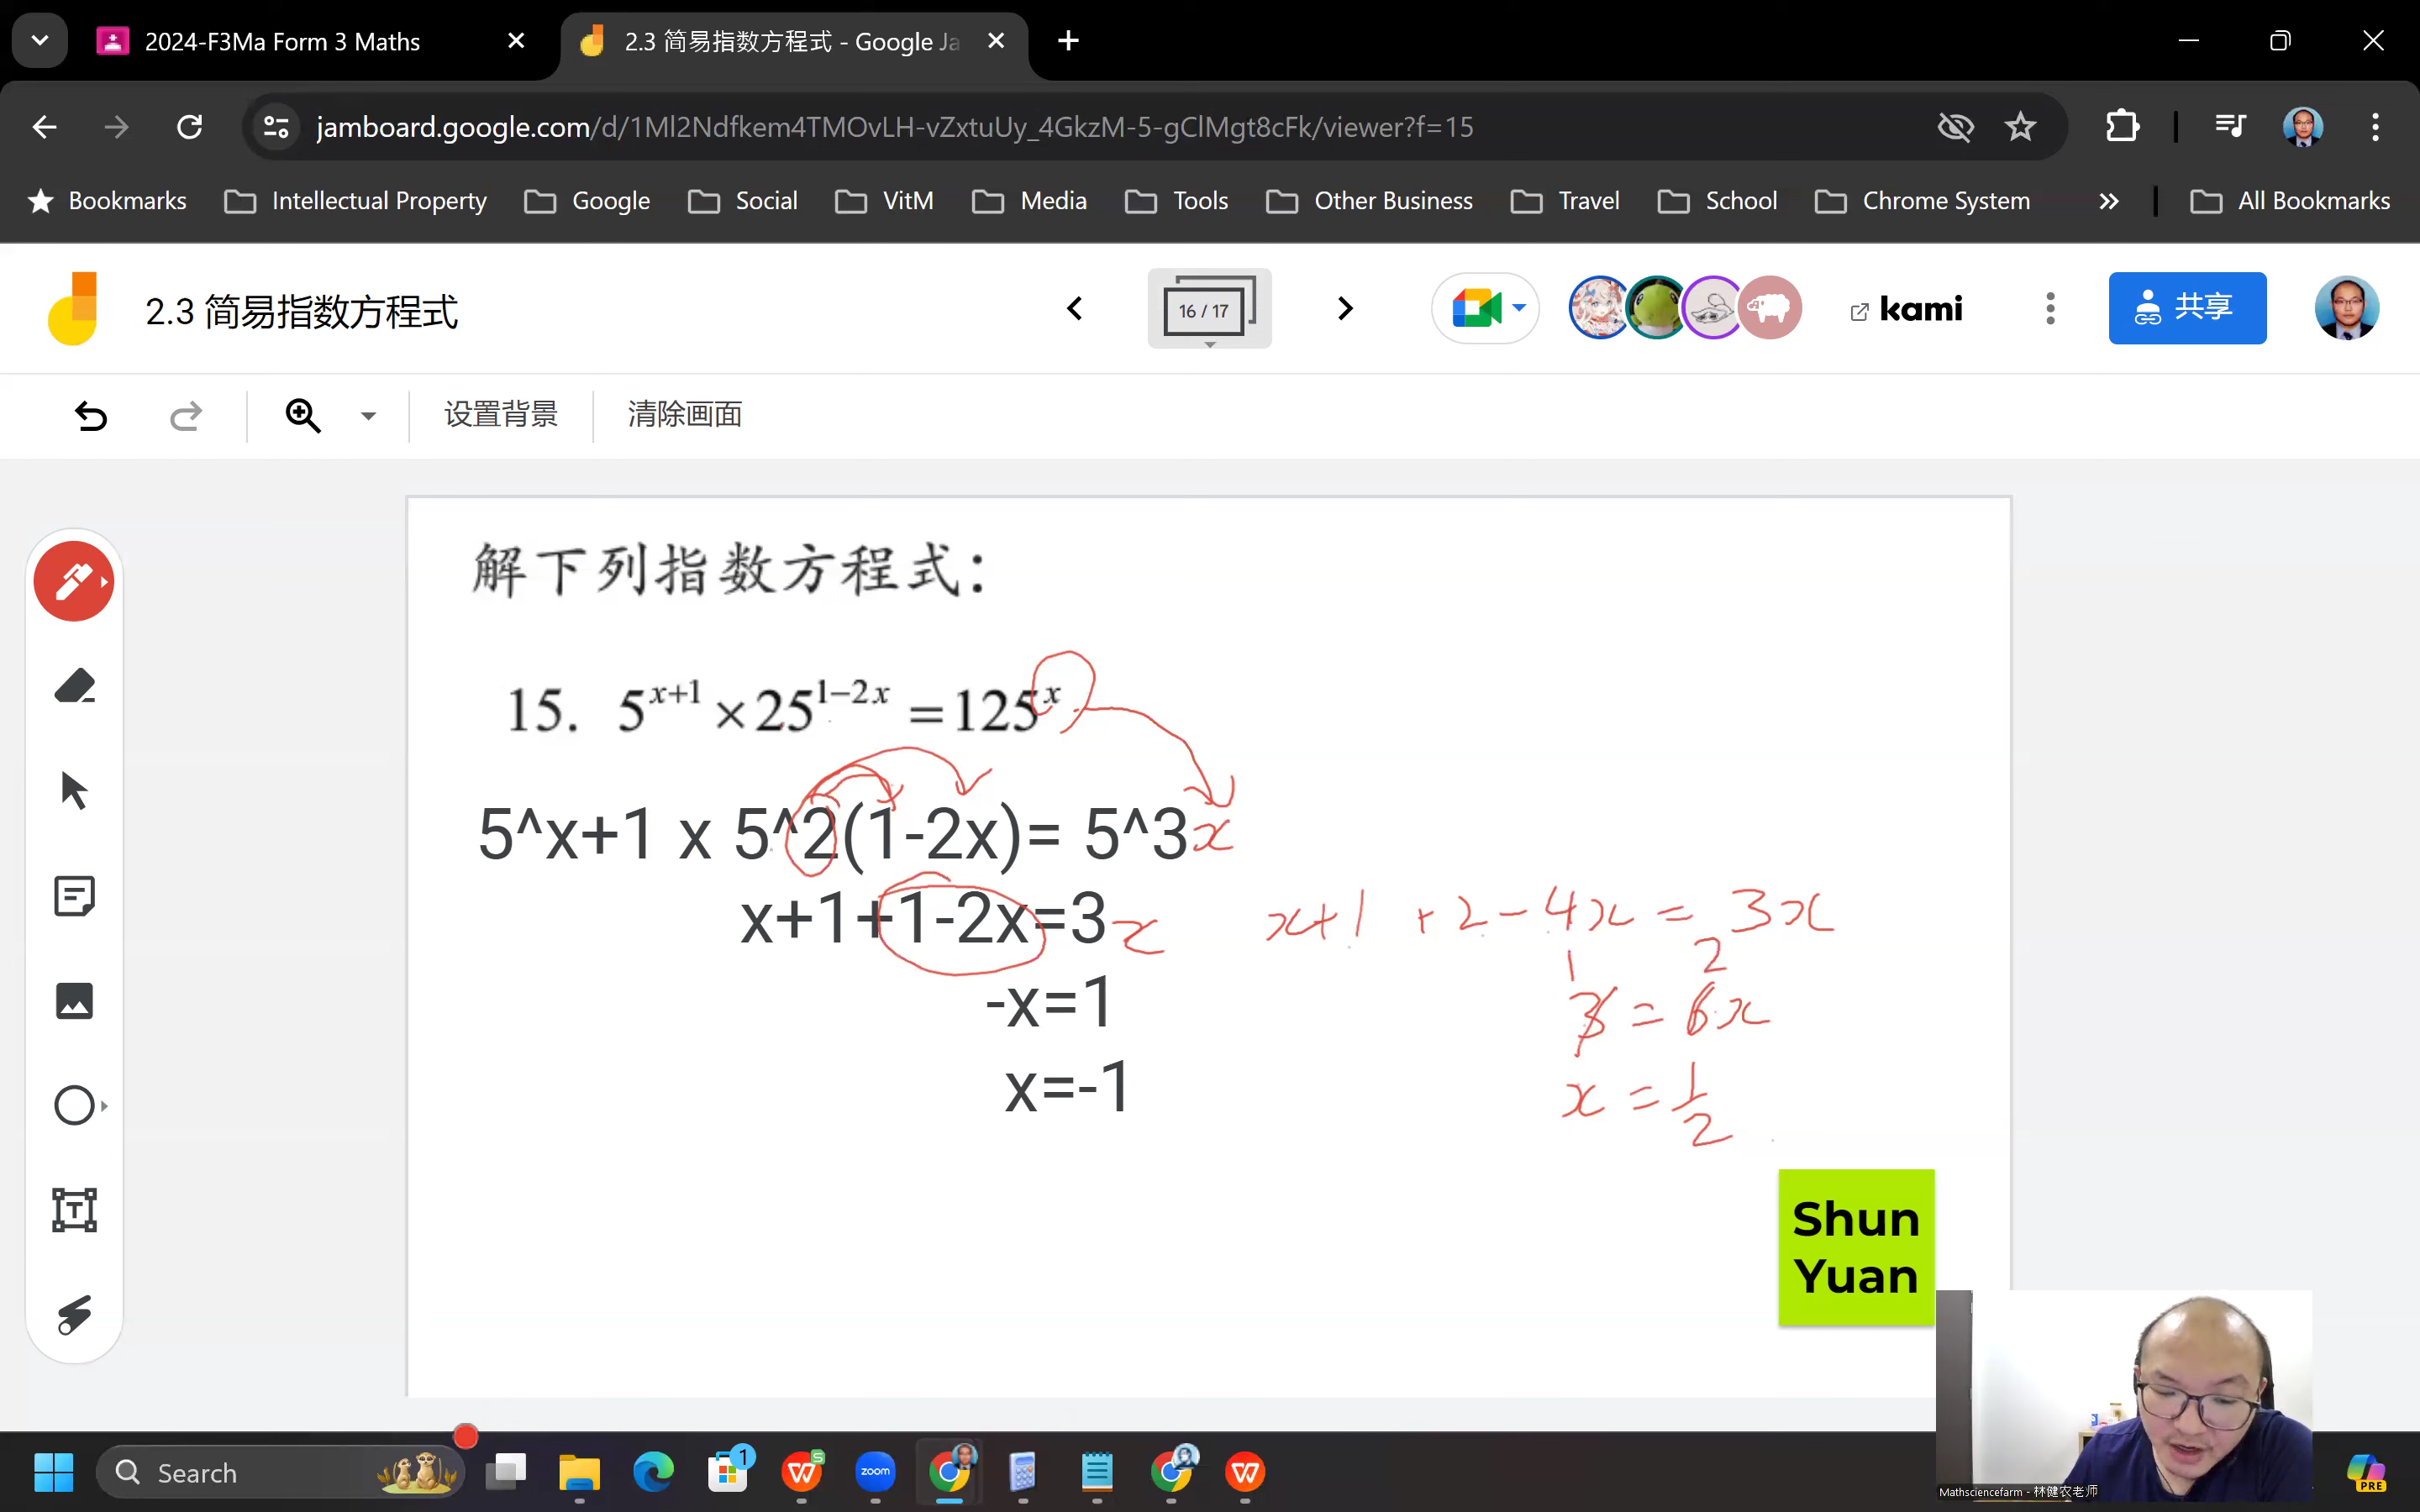 2024-F3Ma Form 3 Maths
2.3 简易指数方程式 - Google Ja
jamboard.google.com/d/1Ml2Ndfkem4TMOvLH-vZxtuUy_4GkzM-5-gClMgt8cFk/viewer?f=15
Bookmarks Intellectual Property Google Social VitM Media Tools Other Business Travel School Chrome System » All Bookmarks
2.3 简易指数方程式
16 / 17
kami
共享
设置背景 清除画面
解下列指数方程式：
15. 5^{x+1} × 25^{1-2x} = 125^x
5^x+1 x 5^2(1-2x)= 5^3x
x+1+1-2x=3x
-x=1
x=-1
x+1 + 2 - 4x = 3x
1 2
3 = 6x
x = 1/2
Shun
Yuan
Mathsciencefarm - 林健农老师
Search
1
S
W
zoom
W
PRE